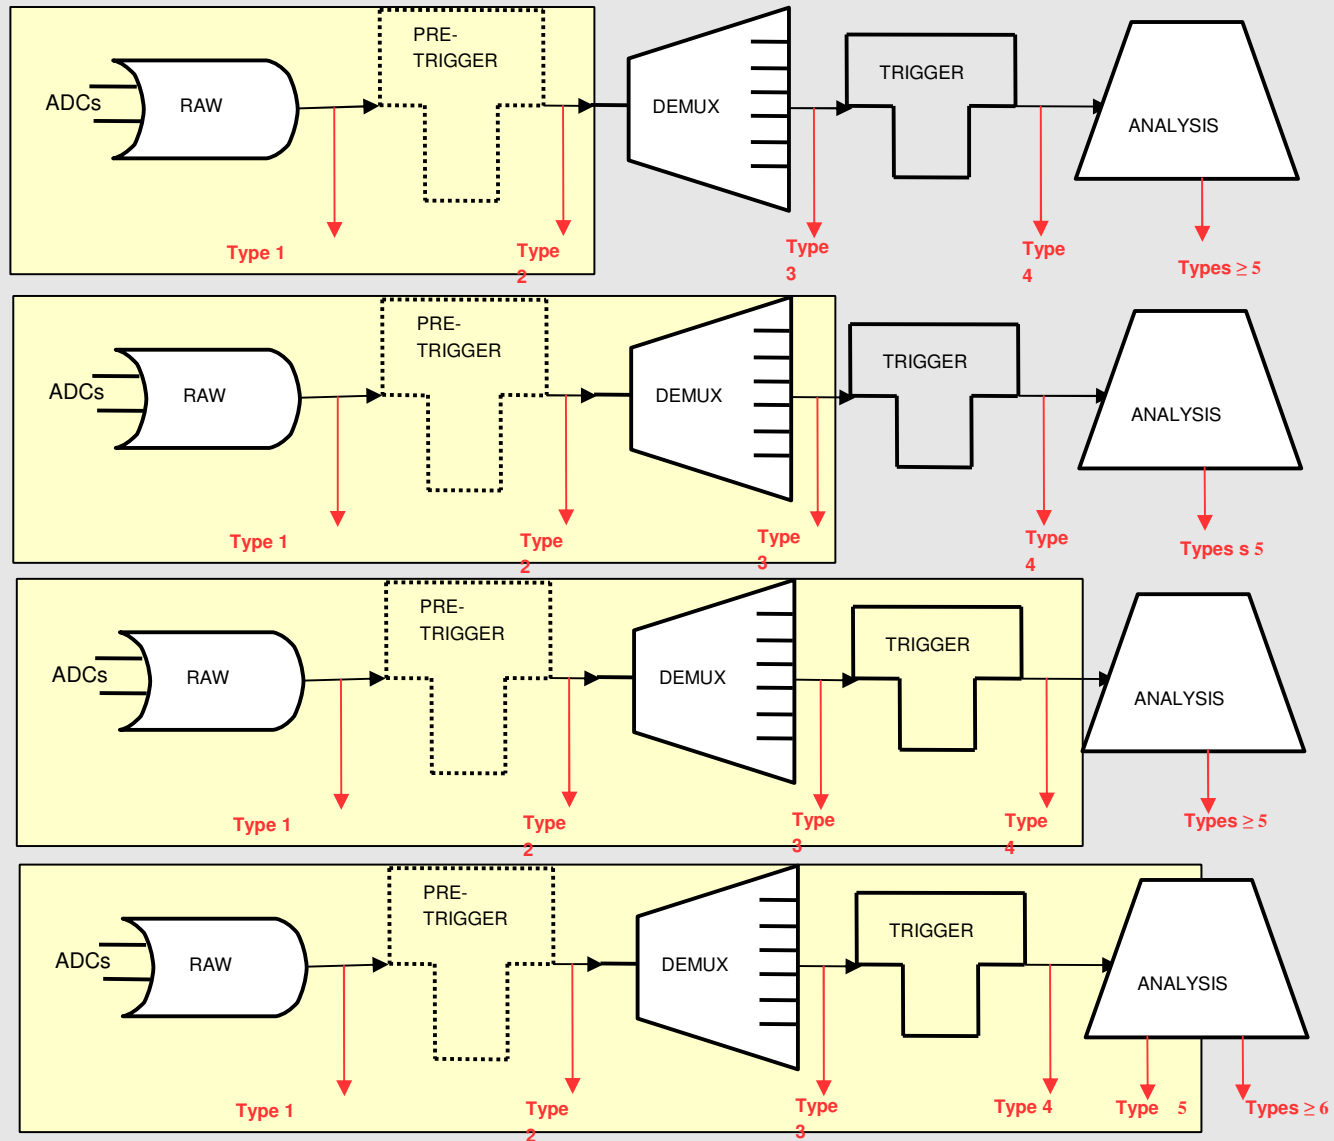 PRE-
TRIGGER
ADCs
RAW
DEMUX
TRIGGER
ANALYSIS
Type 1
Type
2
Type
3
Type
4
Types ≥ 5
PRE-
TRIGGER
ADCs
RAW
DEMUX
TRIGGER
ANALYSIS
Type 1
Type
2
Type
3
Type
4
Types s 5
PRE-
TRIGGER
ADCs
RAW
DEMUX
TRIGGER
ANALYSIS
Type 1
Type
2
Type
3
Type
4
Types ≥ 5
PRE-
TRIGGER
ADCs
RAW
DEMUX
TRIGGER
ANALYSIS
Type 1
Type
2
Type
3
Type 4
Type 5
Types ≥ 6